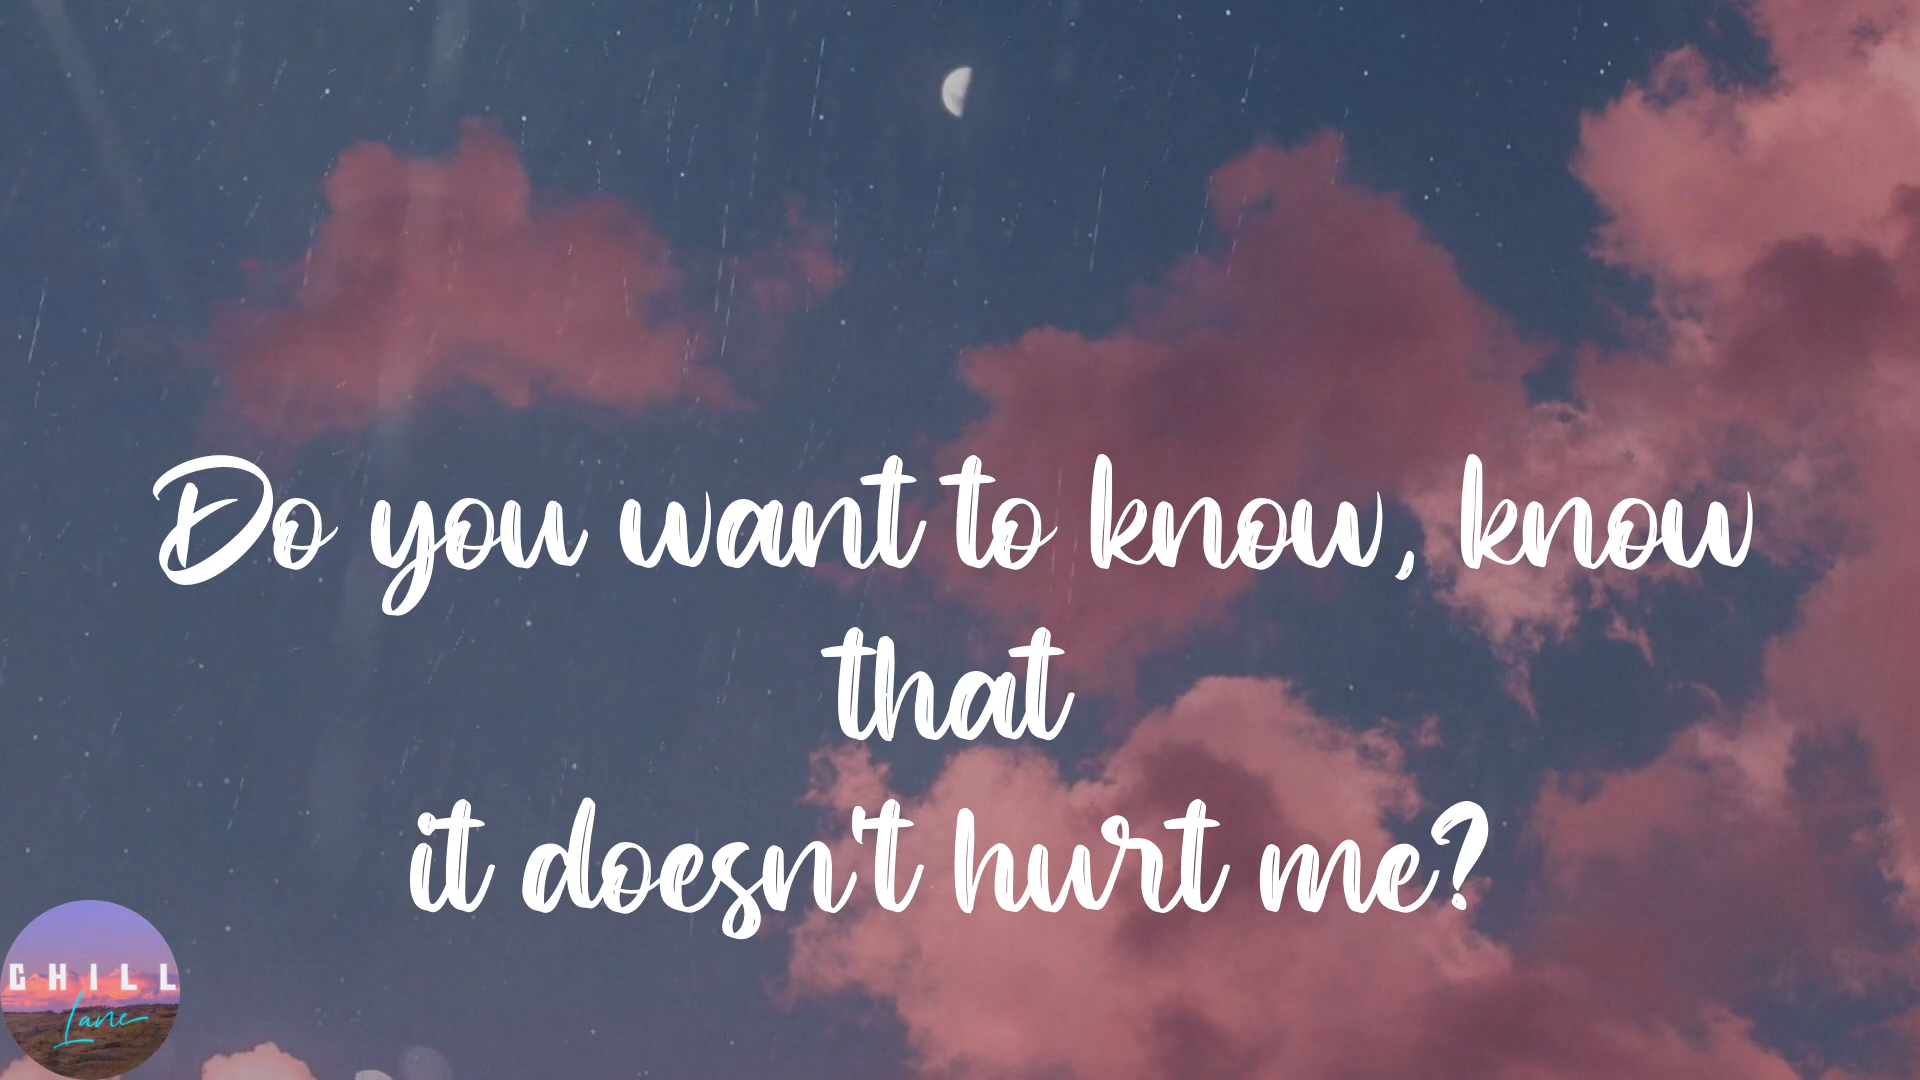 Do you want to know, know
that
it doesn't hurt me?
CHILL
Lane